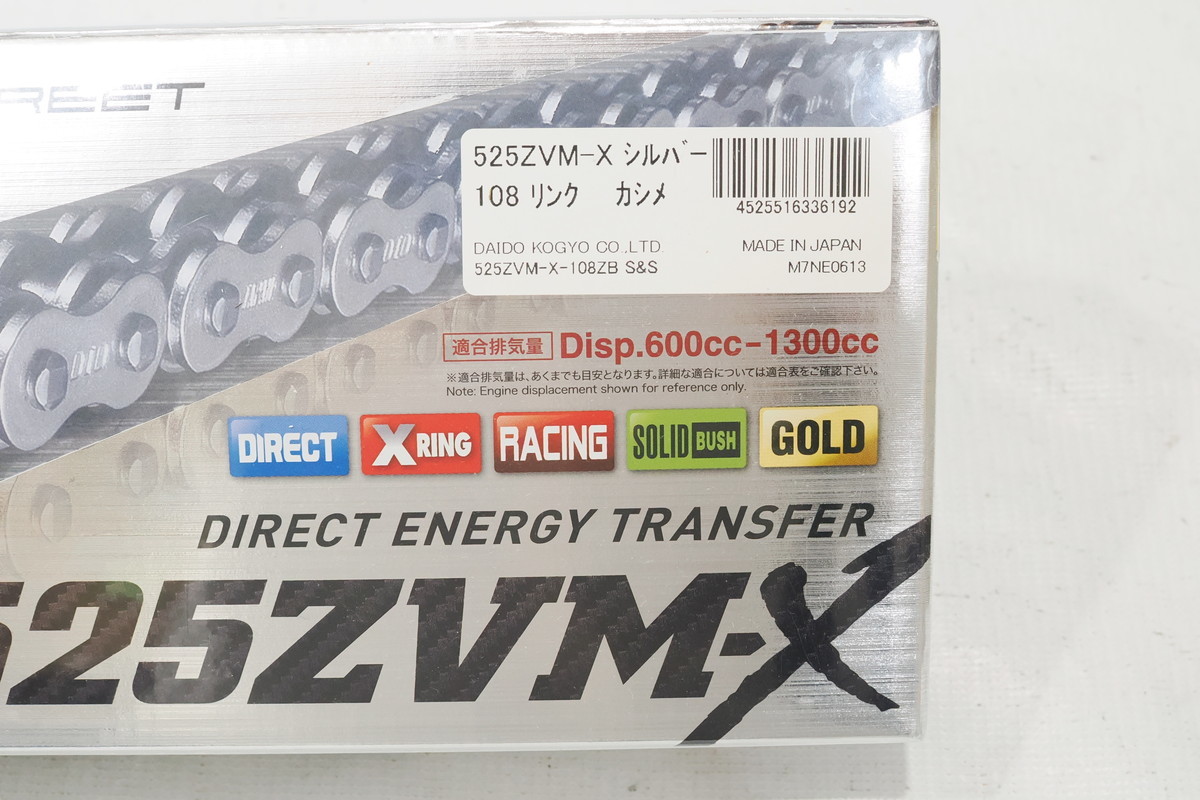 REET
525ZVM-X シルバー
108 リンク カシメ
4525516336192
DAIDO KOGYO CO.,LTD.
MADE IN JAPAN
525ZVM-X-108ZB S&S
M7NE0613
適合排気量 Disp.600cc-1300cc
※適合排気量は、あくまでも目安となります。詳細な適合については適合表をご確認下さい。
Note: Engine displacement shown for reference only.
DIRECT X RING RACING SOLID BUSH GOLD
DIRECT ENERGY TRANSFER
525ZVM-X